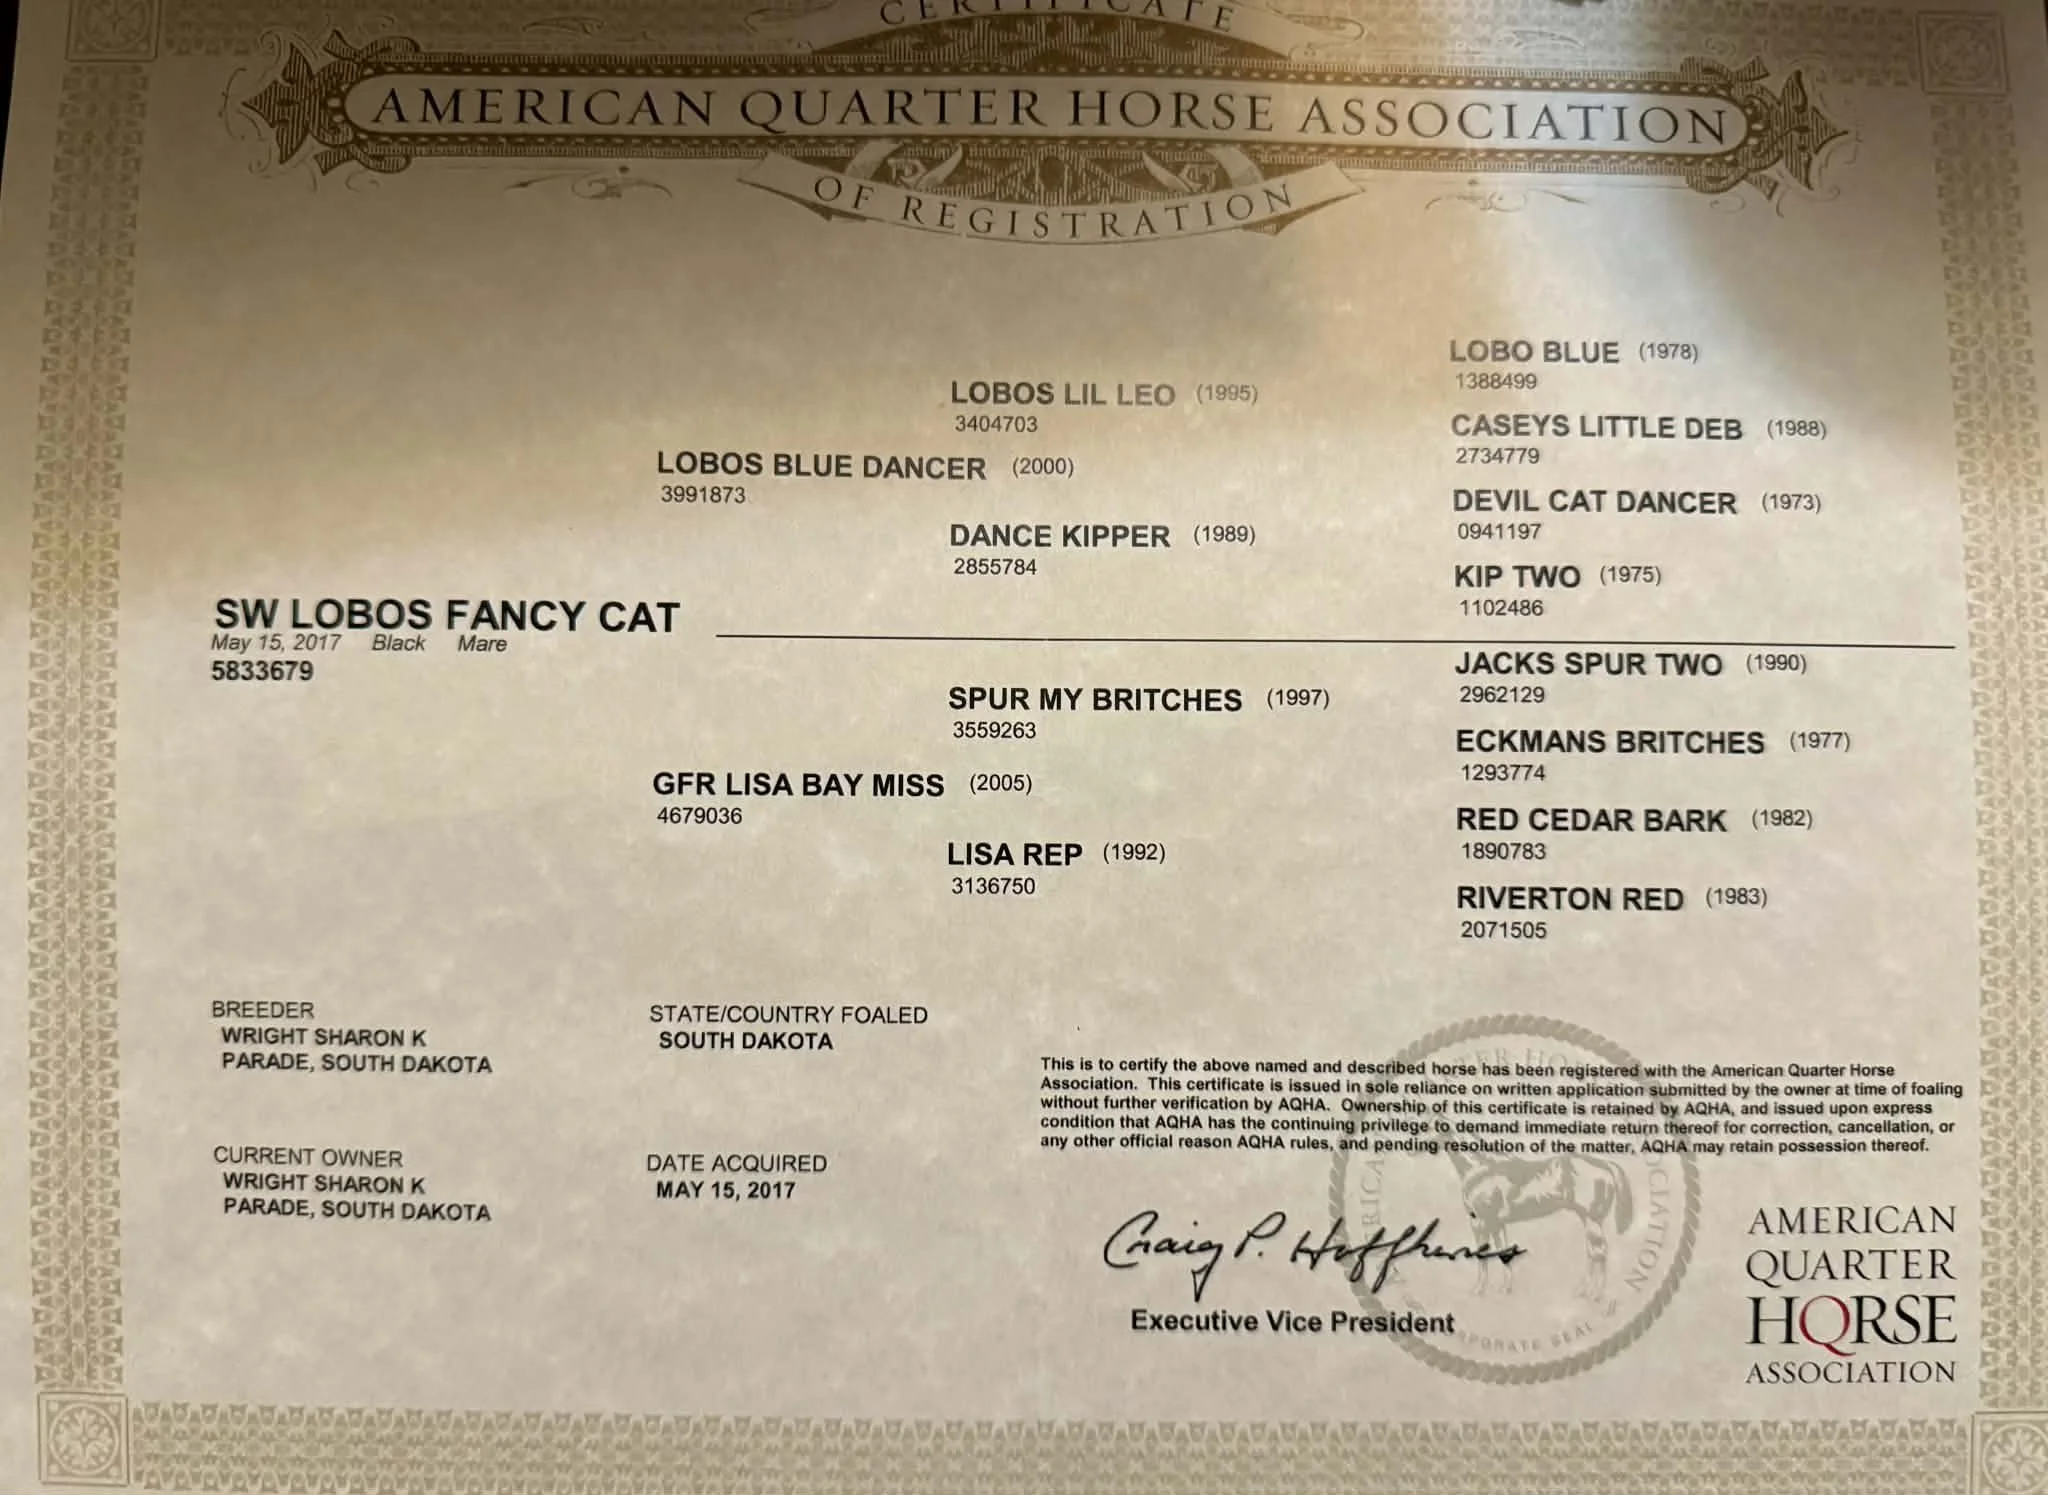 CERTIFICATE
AMERICAN QUARTER HORSE ASSOCIATION
OF REGISTRATION
LOBO BLUE (1978)
1388499
LOBOS LIL LEO (1995)
3404703
CASEYS LITTLE DEB (1988)
2734779
LOBOS BLUE DANCER (2000)
3991873
DEVIL CAT DANCER (1973)
0941197
DANCE KIPPER (1989)
2855784
KIP TWO (1975)
1102486
SW LOBOS FANCY CAT
May 15, 2017 Black Mare
5833679
JACKS SPUR TWO (1990)
2962129
SPUR MY BRITCHES (1997)
3559263
ECKMANS BRITCHES (1977)
1293774
GFR LISA BAY MISS (2005)
4679036
RED CEDAR BARK (1982)
1890783
LISA REP (1992)
3136750
RIVERTON RED (1983)
2071505
BREEDER
WRIGHT SHARON K
PARADE, SOUTH DAKOTA
STATE/COUNTRY FOALED
SOUTH DAKOTA
CURRENT OWNER
WRIGHT SHARON K
PARADE, SOUTH DAKOTA
DATE ACQUIRED
MAY 15, 2017
This is to certify the above named and described horse has been registered with the American Quarter Horse
Association. This certificate is issued in sole reliance on written application submitted by the owner at time of foaling
without further verification by AQHA. Ownership of this certificate is retained by AQHA, and issued upon express
condition that AQHA has the continuing privilege to demand immediate return thereof for correction, cancellation, or
any other official reason AQHA rules, and pending resolution of the matter, AQHA may retain possession thereof.
Craig P. Huffhines
Executive Vice President
AMERICAN
QUARTER
HORSE
ASSOCIATION